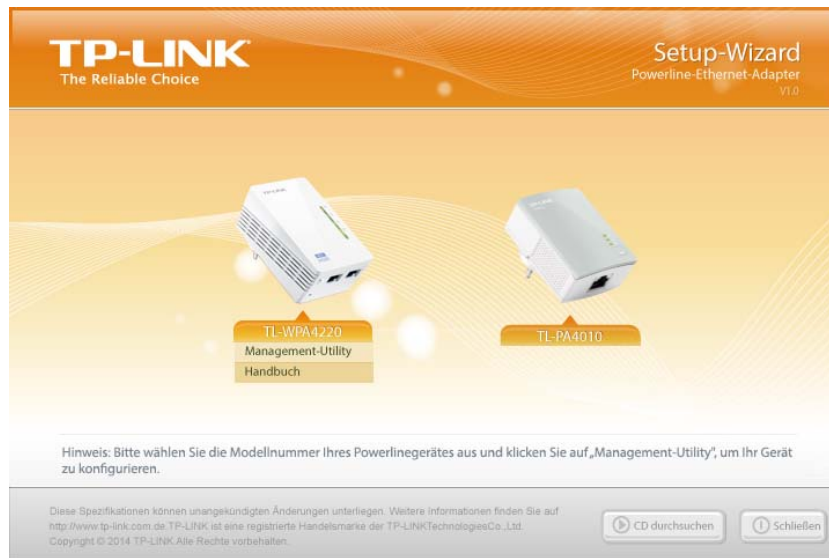 TP-LINK
The Reliable Choice
Setup-Wizard
Powerline-Ethernet-Adapter
V1.0
TP-LINK
TL-WPA4220
Management-Utility
Handbuch
TL-PA4010
Hinweis: Bitte wählen Sie die Modellnummer Ihres Powerlinegerätes aus und klicken Sie auf „Management-Utility“, um Ihr Gerät
zu konfigurieren.
Diese Spezifikationen können unangekündigten Änderungen unterliegen. Weitere Informationen finden Sie auf
http://www.tp-link.com.de.TP-LINK ist eine registrierte Handelsmarke der TP-LINKTechnologiesCo.,Ltd.
Copyright © 2014 TP-LINK.Alle Rechte vorbehalten.
CD durchsuchen
Schließen